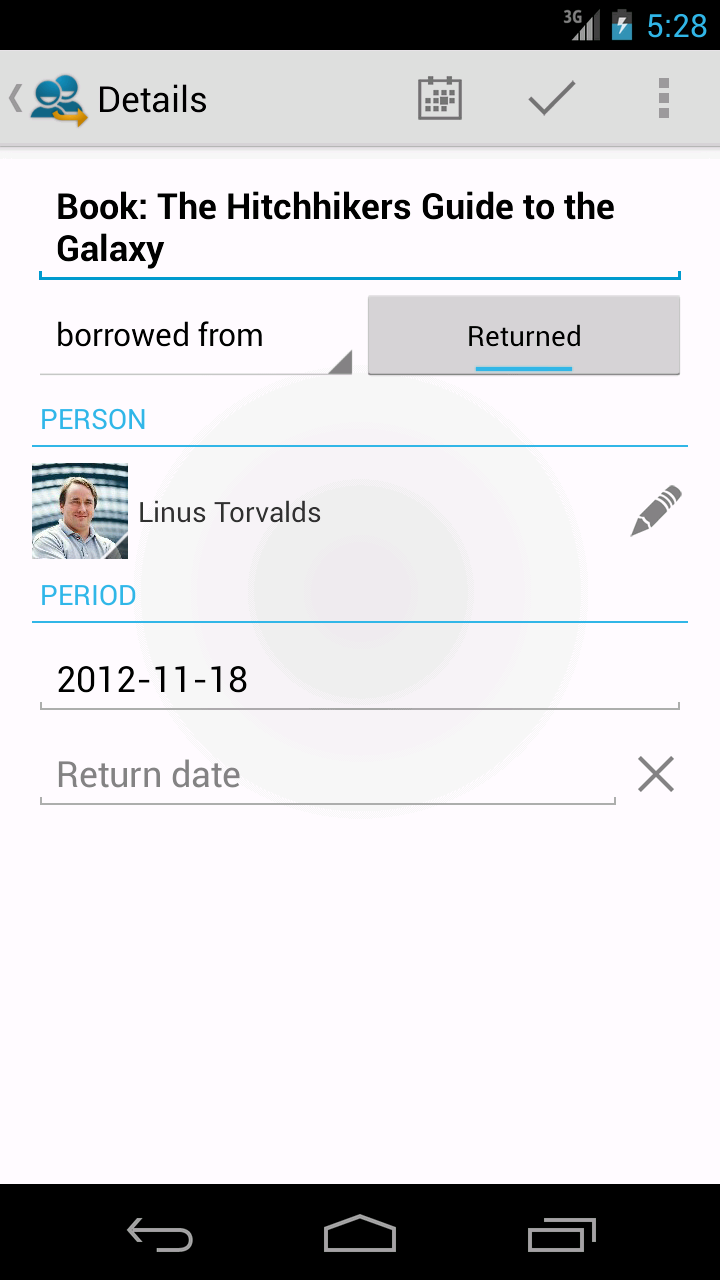 3G 5:28
Details
Book: The Hitchhikers Guide to the
Galaxy
borrowed from
Returned
PERSON
Linus Torvalds
PERIOD
2012-11-18
Return date